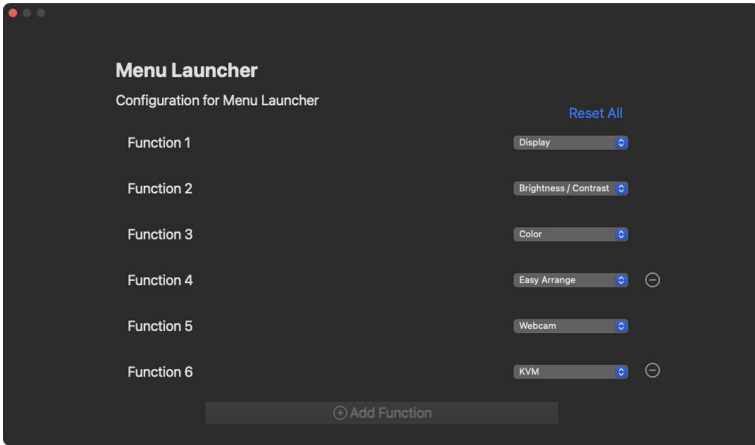 Menu Launcher
Configuration for Menu Launcher
Reset All
Function 1 Display
Function 2 Brightness / Contrast
Function 3 Color
Function 4 Easy Arrange
Function 5 Webcam
Function 6 KVM
Add Function